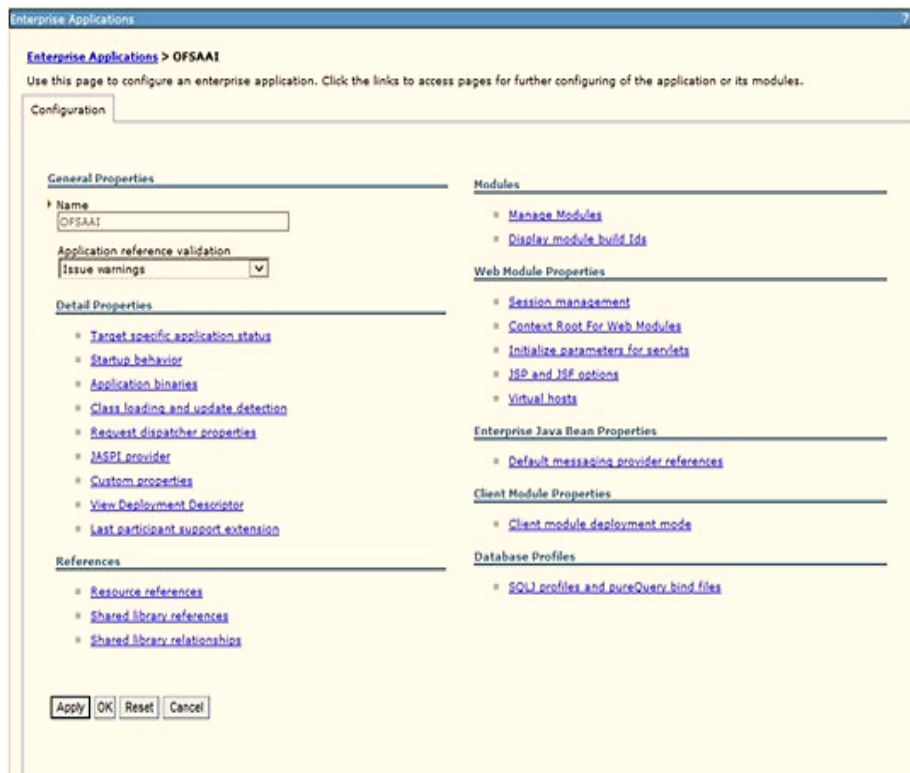 Enterprise Applications ?
Enterprise Applications > OFSAAI
Use this page to configure an enterprise application. Click the links to access pages for further configuring of the application or its modules.
Configuration
General Properties
Name
OFSAAI
Application reference validation
Issue warnings
Detail Properties
Target specific application status
Startup behavior
Application binaries
Class loading and update detection
Request dispatcher properties
JASPI provider
Custom properties
View Deployment Descriptor
Last participant support extension
References
Resource references
Shared library references
Shared library relationships
Modules
Manage Modules
Display module build Ids
Web Module Properties
Session management
Context Root For Web Modules
Initialize parameters for servlets
JSP and JSF options
Virtual hosts
Enterprise Java Bean Properties
Default messaging provider references
Client Module Properties
Client module deployment mode
Database Profiles
SQLJ profiles and pureQuery bind files
Apply OK Reset Cancel